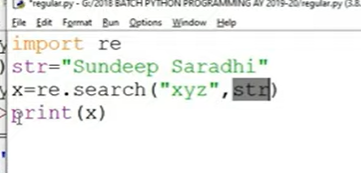 *regular.py - G:/2018 BATCH PYTHON PROGRAMMING AY 2019-20/regular.py (3.8.
File Edit Format Run Options Window Help
import re
str="Sundeep Saradhi"
x=re.search("xyz",str)
print(x)